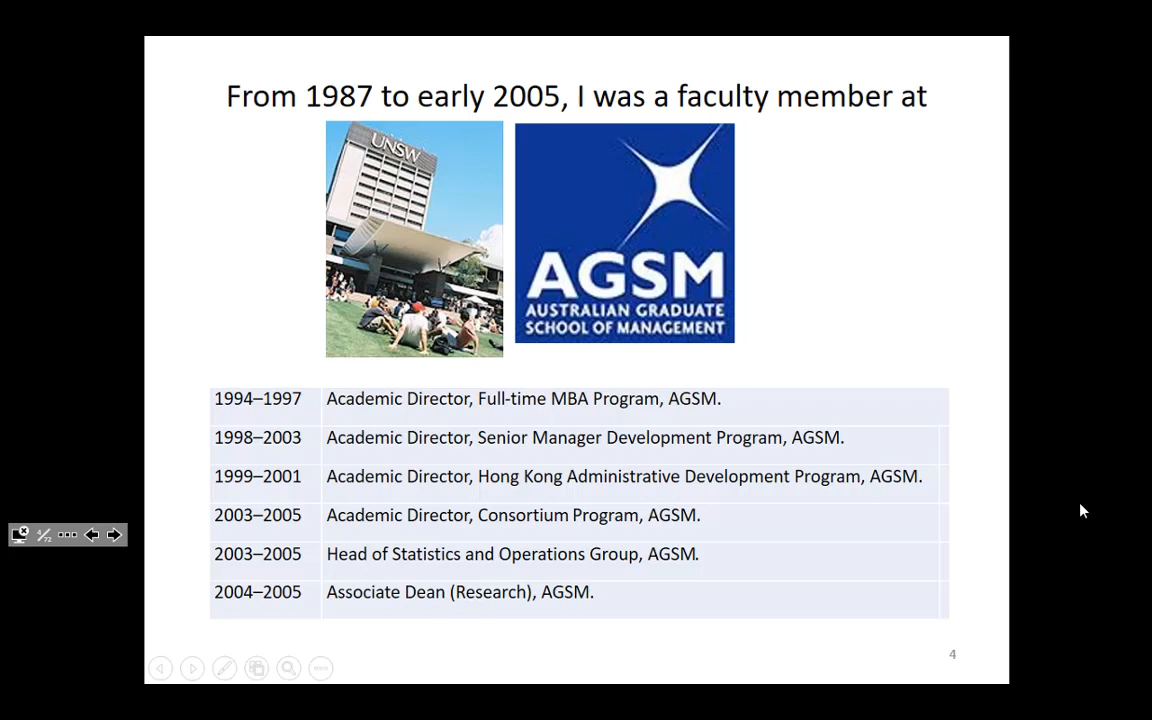 From 1987 to early 2005, I was a faculty member at
UNSW
AGSM
AUSTRALIAN GRADUATE
SCHOOL OF MANAGEMENT
1994–1997 Academic Director, Full-time MBA Program, AGSM.
1998–2003 Academic Director, Senior Manager Development Program, AGSM.
1999–2001 Academic Director, Hong Kong Administrative Development Program, AGSM.
2003–2005 Academic Director, Consortium Program, AGSM.
2003–2005 Head of Statistics and Operations Group, AGSM.
2004–2005 Associate Dean (Research), AGSM.
4
4/72